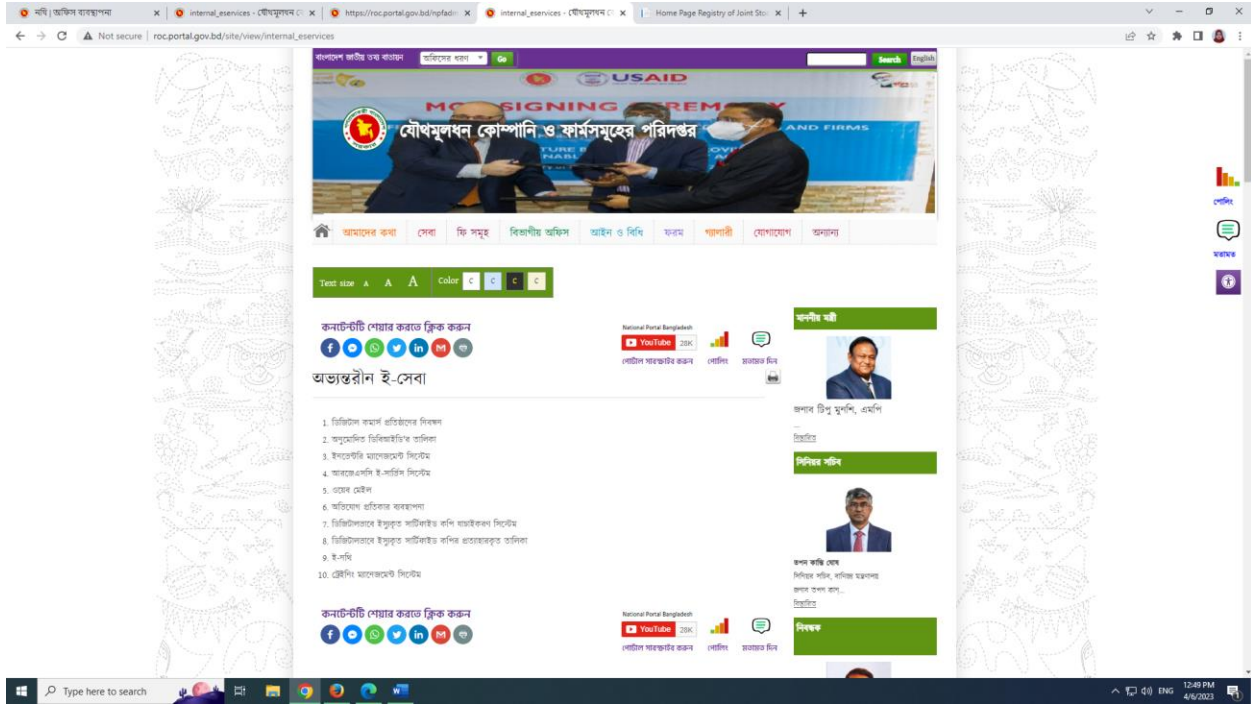 নথি | অফিস ব্যবস্থাপনা
internal_eservices - যৌথমূলধন
https://roc.portal.gov.bd/npfadm
internal_eservices - যৌথমূলধন
Home Page Registry of Joint Sto
Not secure | roc.portal.gov.bd/site/view/internal_eservices
বাংলাদেশ জাতীয় তথ্য বাতায়ন
অফিসের ধরণ
Go
Search
English
USAID
SIGNING
AND FIRMS
যৌথমূলধন কোম্পানি ও ফার্মসমূহের পরিদপ্তর
পোলিং
মতামত
আমাদের কথা সেবা ফি সমূহ বিভাগীয় অফিস আইন ও বিধি ফরম গ্যালারী যোগাযোগ অন্যান্য
Text size A A A Color C C C C
কনটেন্টটি শেয়ার করতে ক্লিক করুন
National Portal Bangladesh
YouTube 28K
পোর্টাল সাবস্ক্রাইব করুন পোলিং মতামত দিন
মাননীয় মন্ত্রী
অভ্যন্তরীন ই-সেবা
জনাব টিপু মুনশি, এমপি
...
বিস্তারিত
1. ডিজিটাল কমার্স প্রতিষ্ঠানের নিবন্ধন
2. অনুমোদিত ডিবিআইডি'র তালিকা
3. ইনভেন্টরি ম্যানেজমেন্ট সিস্টেম
4. আরজেএসসি ই-সার্ভিস সিস্টেম
5. ওয়েব মেইল
6. অভিযোগ প্রতিকার ব্যবস্থাপনা
7. ডিজিটালভাবে ইস্যুকৃত সার্টিফাইড কপি যাচাইকরণ সিস্টেম
8. ডিজিটালভাবে ইস্যুকৃত সার্টিফাইড কপির প্রত্যাহারকৃত তালিকা
9. ই-নথি
10. ট্রেইনিং ম্যানেজমেন্ট সিস্টেম
সিনিয়র সচিব
তপন কান্তি ঘোষ
সিনিয়র সচিব, বানিজ্য মন্ত্রণালয়
জনাব তপন কান...
বিস্তারিত
কনটেন্টটি শেয়ার করতে ক্লিক করুন
National Portal Bangladesh
YouTube 28K
পোর্টাল সাবস্ক্রাইব করুন পোলিং মতামত দিন
নিবন্ধক
Type here to search
ENG
12:49 PM
4/6/2023